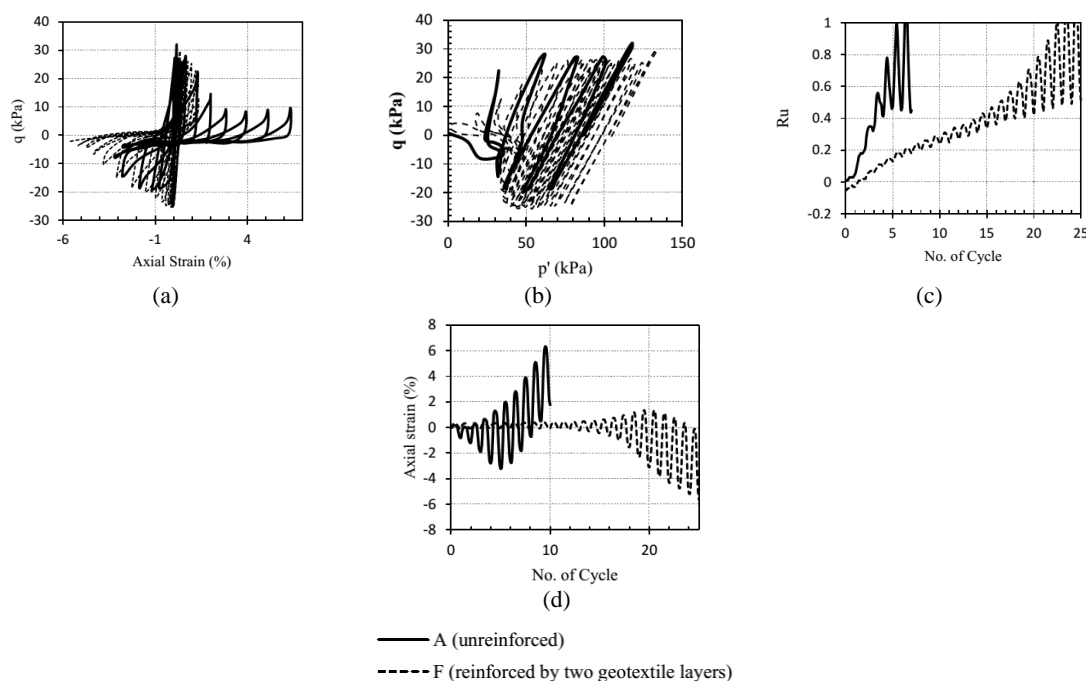 40
30
20
10
0
-10
-20
-30
q (kPa)
-6 -1 4
Axial Strain (%)
(a)
40
30
20
10
0
-10
-20
-30
q (kPa)
0 50 100 150
p' (kPa)
(b)
1
0.8
0.6
0.4
0.2
0
-0.2
Ru
0 5 10 15 20 25
No. of Cycle
(c)
8
6
4
2
0
-2
-4
-6
-8
Axial strain (%)
0 10 20
No. of Cycle
(d)
A (unreinforced)
F (reinforced by two geotextile layers)